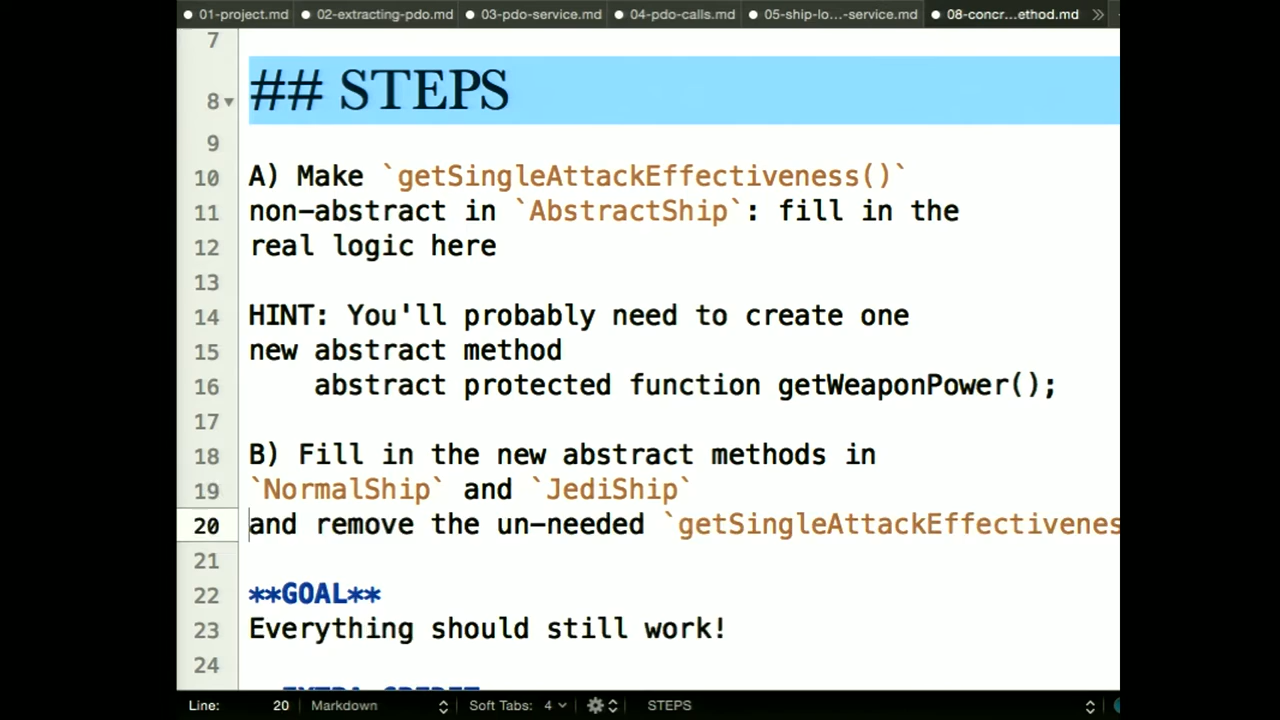 01-project.md 02-extracting-pdo.md 03-pdo-service.md 04-pdo-calls.md 05-ship-lo...-service.md 08-concr...ethod.md »
7
8 ## STEPS
9
10 A) Make `getSingleAttackEffectiveness()`
11 non-abstract in `AbstractShip`: fill in the
12 real logic here
13
14 HINT: You'll probably need to create one
15 new abstract method
16 abstract protected function getWeaponPower();
17
18 B) Fill in the new abstract methods in
19 `NormalShip` and `JediShip`
20 and remove the un-needed `getSingleAttackEffectivenes
21
22 **GOAL**
23 Everything should still work!
24
Line: 20 Markdown Soft Tabs: 4 STEPS